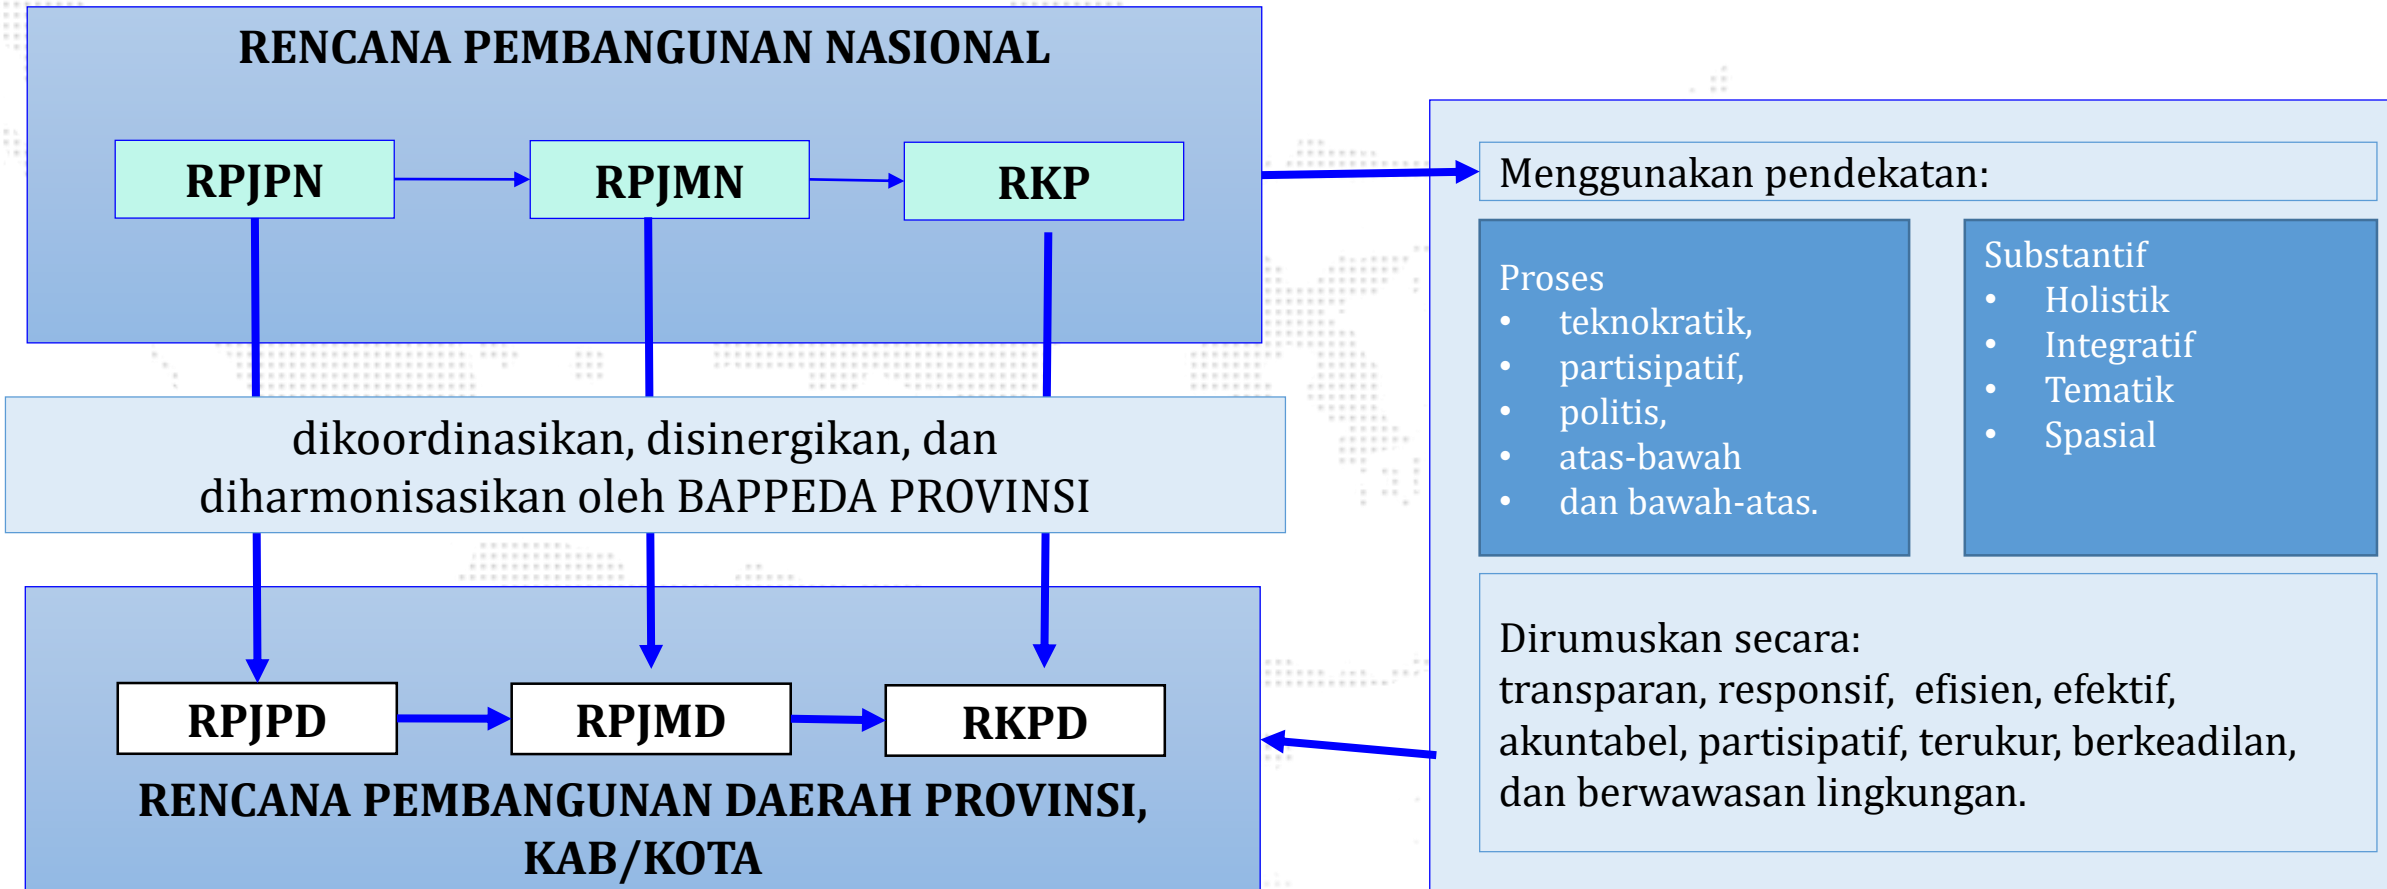 RENCANA PEMBANGUNAN NASIONAL
RPJPN
RPJMN
RKP
dikoordinasikan, disinergikan, dan
diharmonisasikan oleh BAPPEDA PROVINSI
RPJPD
RPJMD
RKPD
RENCANA PEMBANGUNAN DAERAH PROVINSI,
KAB/KOTA
Menggunakan pendekatan:
Proses
• teknokratik,
• partisipatif,
• politis,
• atas-bawah
• dan bawah-atas.
Substantif
• Holistik
• Integratif
• Tematik
• Spasial
Dirumuskan secara:
transparan, responsif, efisien, efektif,
akuntabel, partisipatif, terukur, berkeadilan,
dan berwawasan lingkungan.